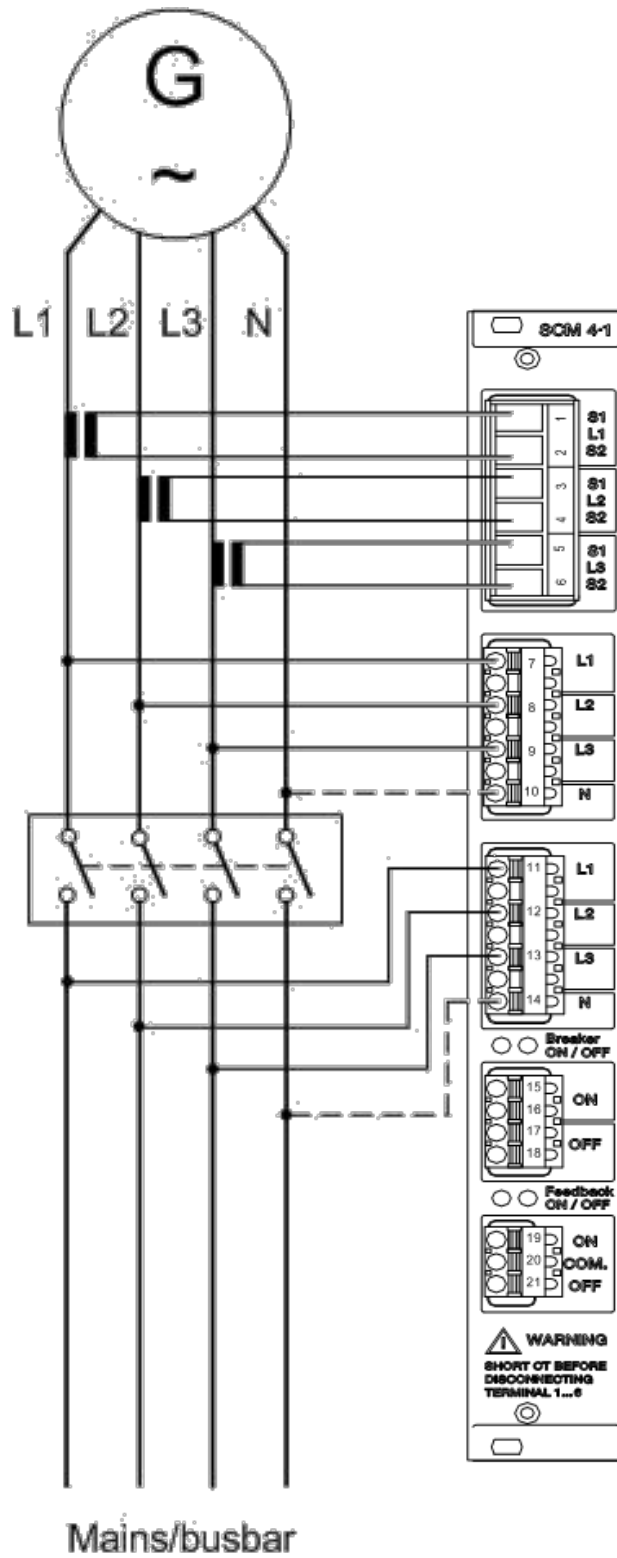 G
~
L1 L2 L3 N
SCM 4-1
1 S1
L1
2 S2
3 S1
L2
4 S2
5 S1
L3
6 S2
7 L1
8 L2
9 L3
10 N
11 L1
12 L2
13 L3
14 N
Breaker
ON / OFF
15 ON
16
17 OFF
18
Feedback
ON / OFF
19 ON
20 COM.
21 OFF
! WARNING
SHORT CT BEFORE
DISCONNECTING
TERMINAL 1...6
Mains/busbar